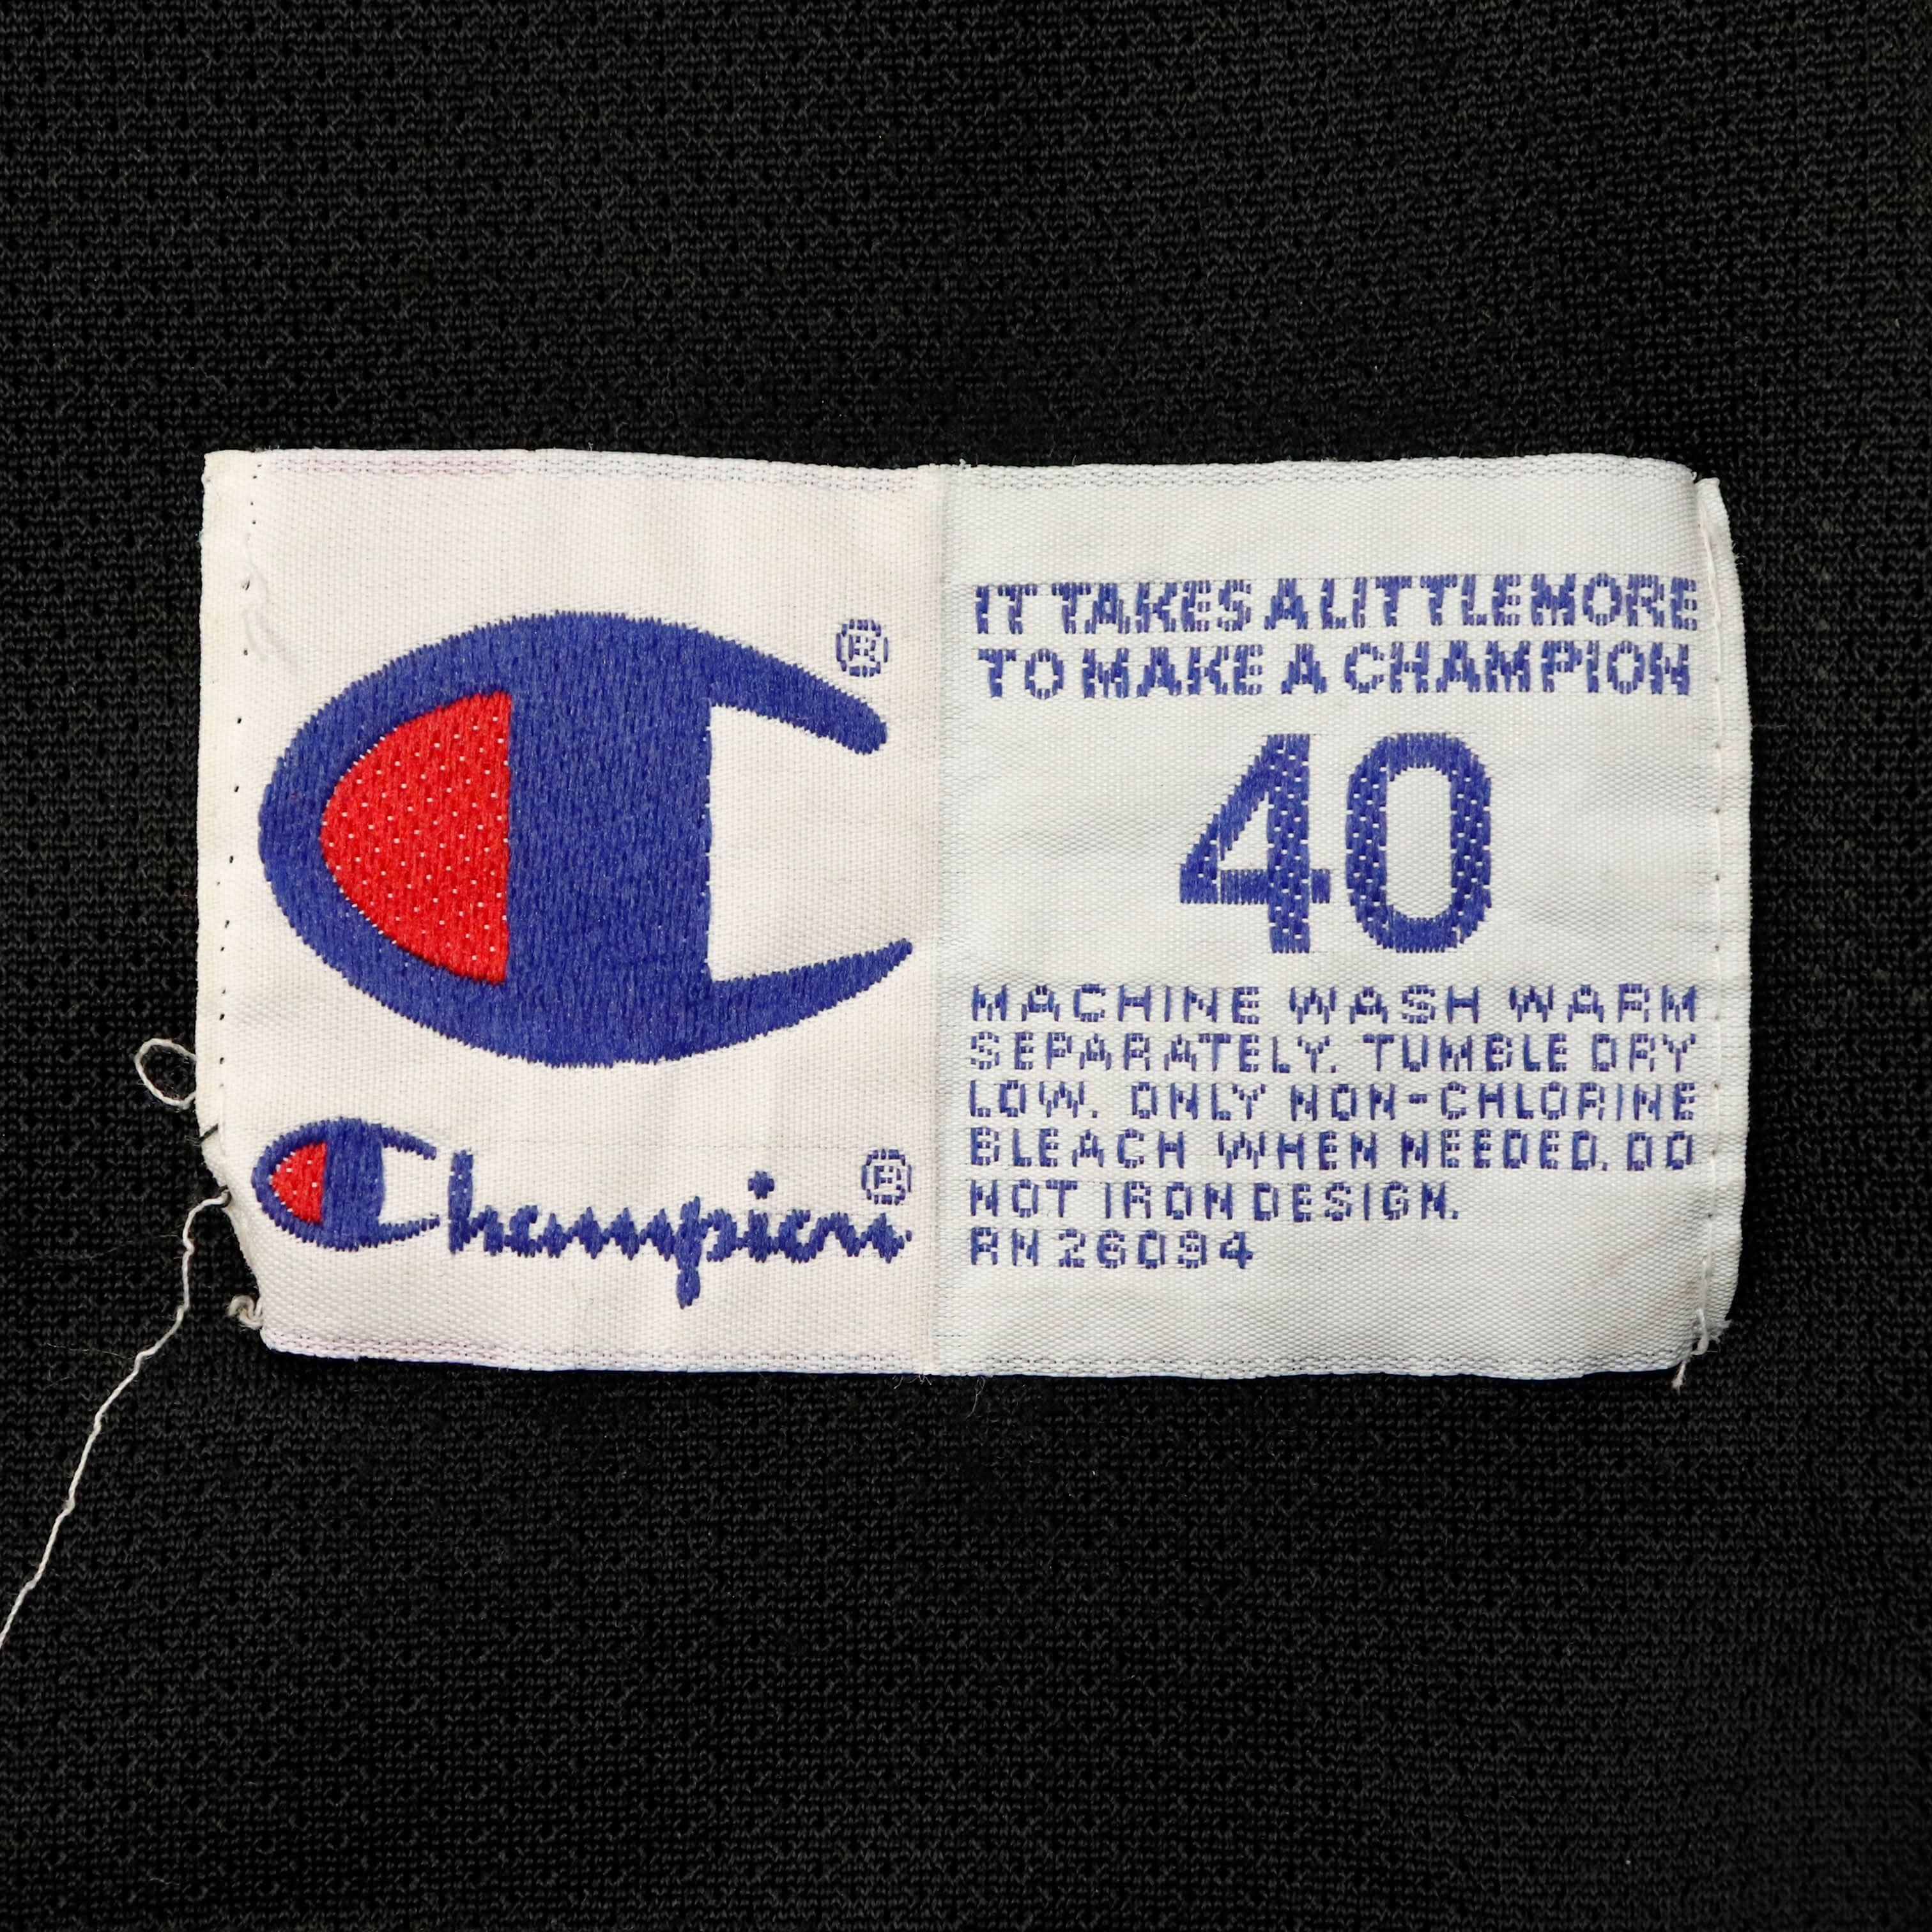 ®
Champion®
IT TAKES A LITTLE MORE
TO MAKE A CHAMPION
40
MACHINE WASH WARM
SEPARATELY. TUMBLE DRY
LOW. ONLY NON-CHLORINE
BLEACH WHEN NEEDED. DO
NOT IRON DESIGN.
RN 26094